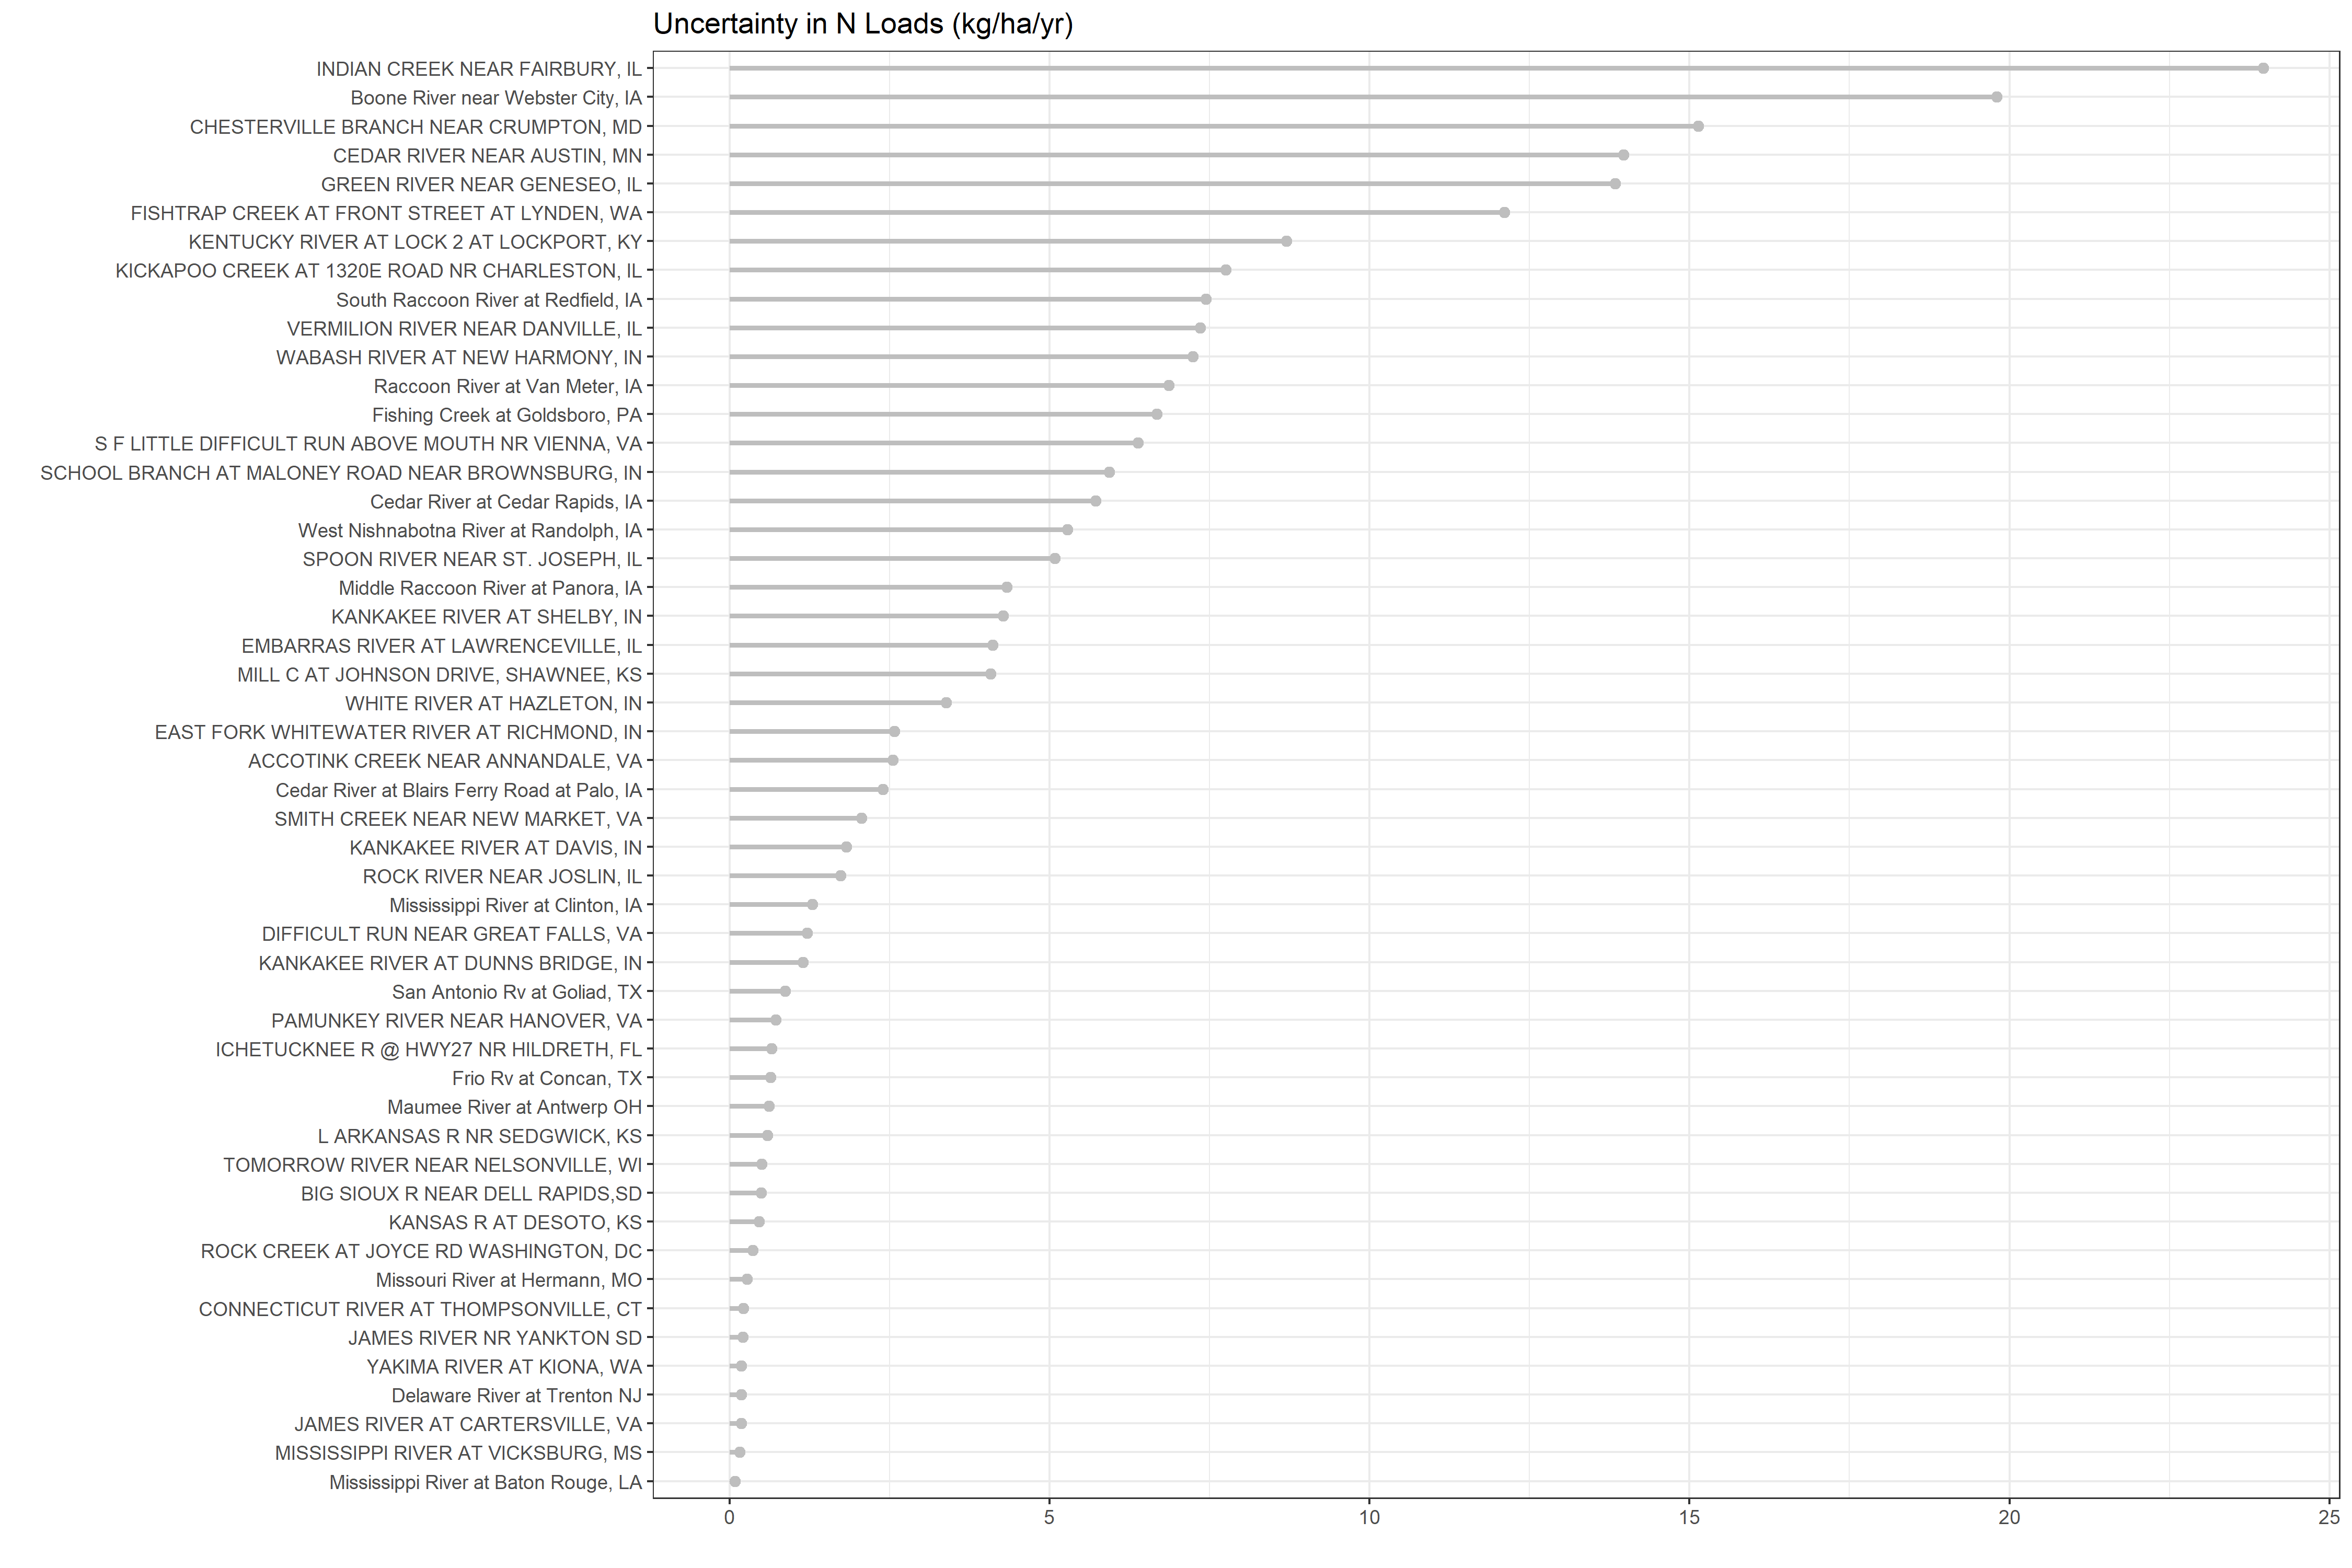 Uncertainty in N Loads (kg/ha/yr)
INDIAN CREEK NEAR FAIRBURY, IL
Boone River near Webster City, IA
CHESTERVILLE BRANCH NEAR CRUMPTON, MD
CEDAR RIVER NEAR AUSTIN, MN
GREEN RIVER NEAR GENESEO, IL
FISHTRAP CREEK AT FRONT STREET AT LYNDEN, WA
KENTUCKY RIVER AT LOCK 2 AT LOCKPORT, KY
KICKAPOO CREEK AT 1320E ROAD NR CHARLESTON, IL
South Raccoon River at Redfield, IA
VERMILION RIVER NEAR DANVILLE, IL
WABASH RIVER AT NEW HARMONY, IN
Raccoon River at Van Meter, IA
Fishing Creek at Goldsboro, PA
S F LITTLE DIFFICULT RUN ABOVE MOUTH NR VIENNA, VA
SCHOOL BRANCH AT MALONEY ROAD NEAR BROWNSBURG, IN
Cedar River at Cedar Rapids, IA
West Nishnabotna River at Randolph, IA
SPOON RIVER NEAR ST. JOSEPH, IL
Middle Raccoon River at Panora, IA
KANKAKEE RIVER AT SHELBY, IN
EMBARRAS RIVER AT LAWRENCEVILLE, IL
MILL C AT JOHNSON DRIVE, SHAWNEE, KS
WHITE RIVER AT HAZLETON, IN
EAST FORK WHITEWATER RIVER AT RICHMOND, IN
ACCOTINK CREEK NEAR ANNANDALE, VA
Cedar River at Blairs Ferry Road at Palo, IA
SMITH CREEK NEAR NEW MARKET, VA
KANKAKEE RIVER AT DAVIS, IN
ROCK RIVER NEAR JOSLIN, IL
Mississippi River at Clinton, IA
DIFFICULT RUN NEAR GREAT FALLS, VA
KANKAKEE RIVER AT DUNNS BRIDGE, IN
San Antonio Rv at Goliad, TX
PAMUNKEY RIVER NEAR HANOVER, VA
ICHETUCKNEE R @ HWY27 NR HILDRETH, FL
Frio Rv at Concan, TX
Maumee River at Antwerp OH
L ARKANSAS R NR SEDGWICK, KS
TOMORROW RIVER NEAR NELSONVILLE, WI
BIG SIOUX R NEAR DELL RAPIDS,SD
KANSAS R AT DESOTO, KS
ROCK CREEK AT JOYCE RD WASHINGTON, DC
Missouri River at Hermann, MO
CONNECTICUT RIVER AT THOMPSONVILLE, CT
JAMES RIVER NR YANKTON SD
YAKIMA RIVER AT KIONA, WA
Delaware River at Trenton NJ
JAMES RIVER AT CARTERSVILLE, VA
MISSISSIPPI RIVER AT VICKSBURG, MS
Mississippi River at Baton Rouge, LA
0 5 10 15 20 25